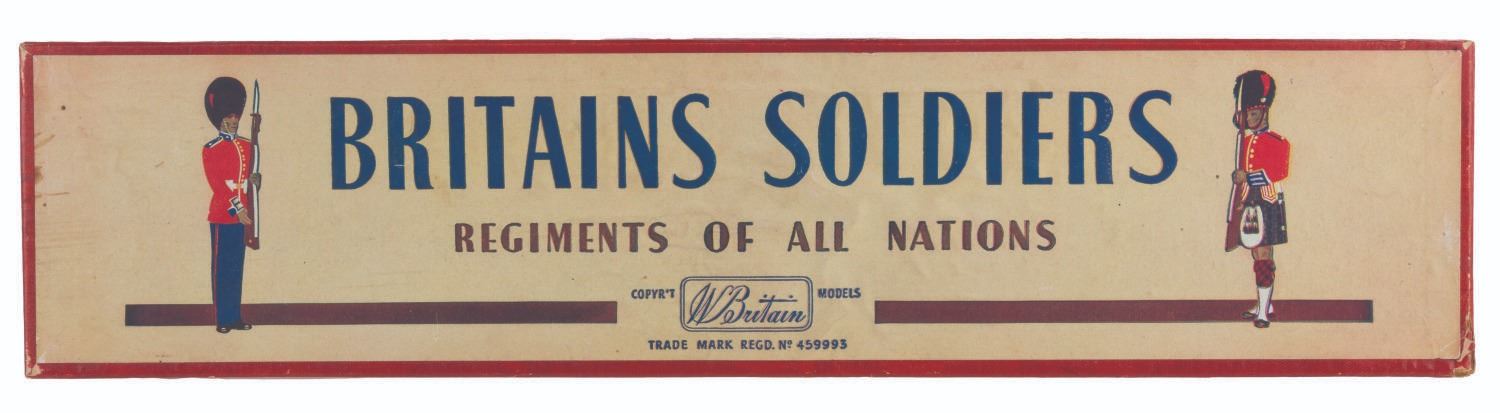 BRITAINS SOLDIERS
REGIMENTS OF ALL NATIONS
COPYR'T W Britain MODELS
TRADE MARK REGD. Nº 459993